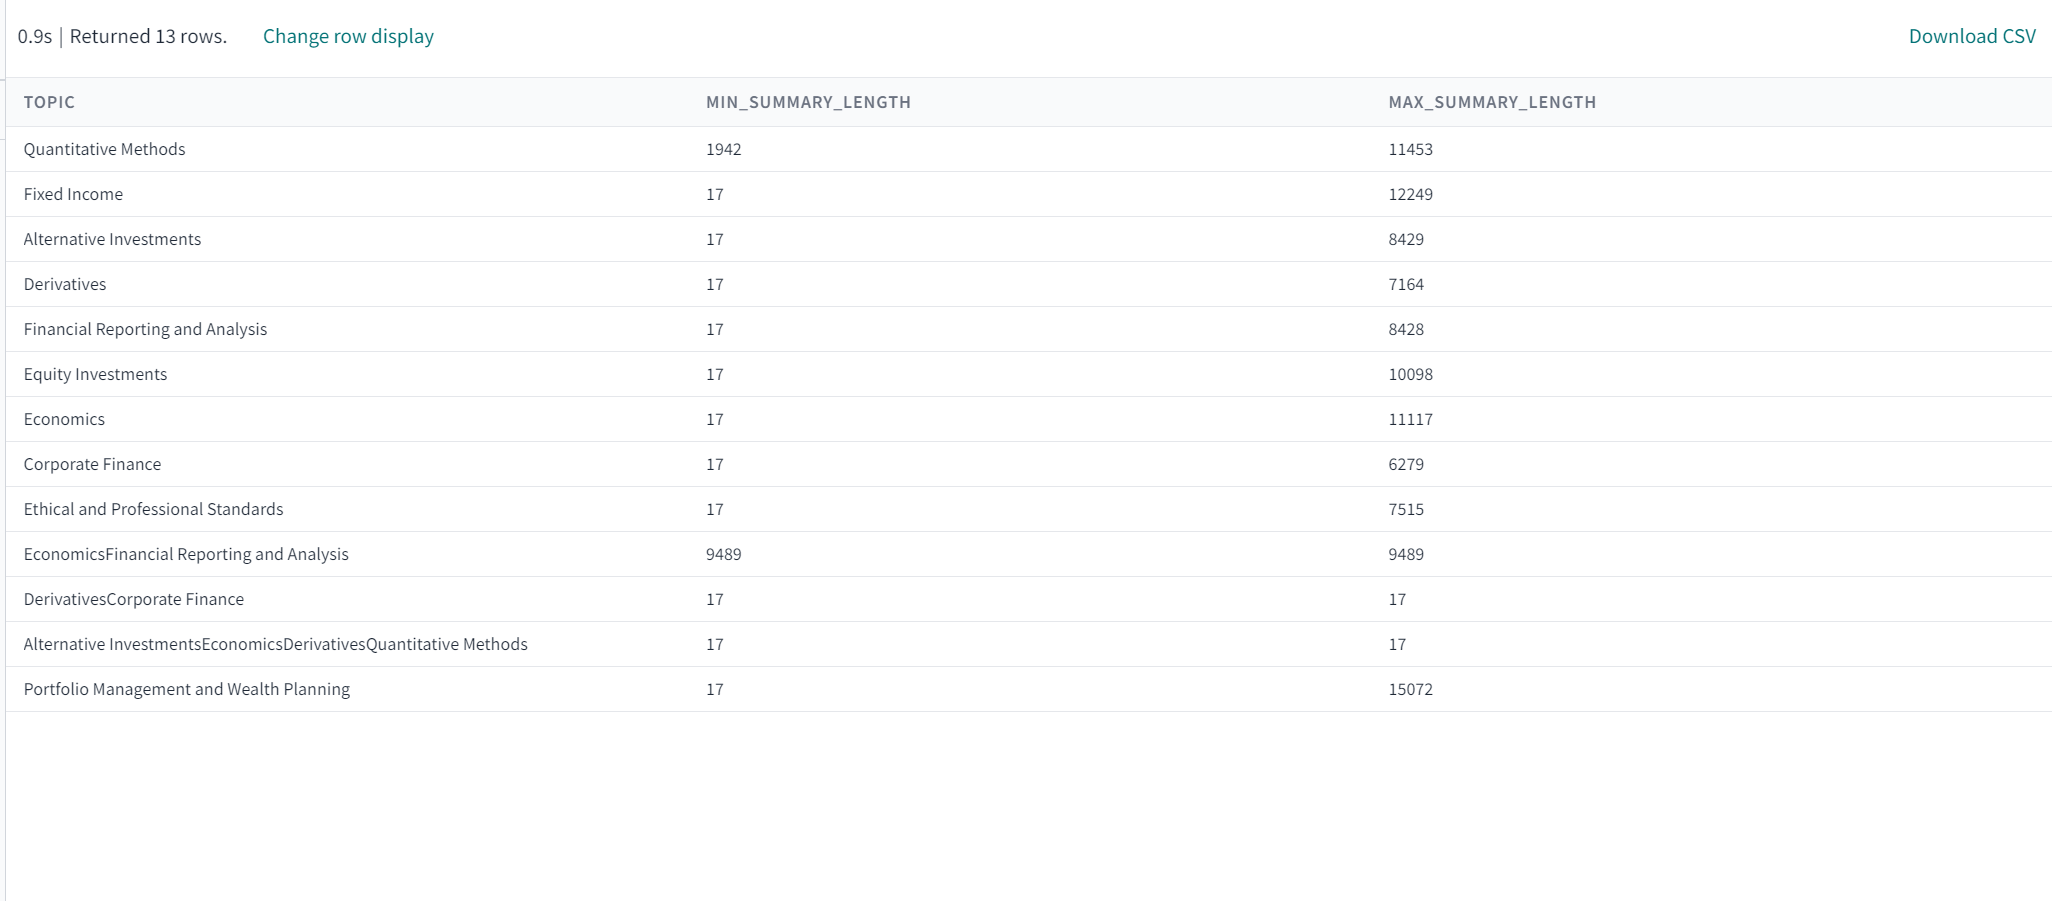 0.9s | Returned 13 rows. Change row display Download CSV
TOPIC MIN_SUMMARY_LENGTH MAX_SUMMARY_LENGTH
Quantitative Methods 1942 11453
Fixed Income 17 12249
Alternative Investments 17 8429
Derivatives 17 7164
Financial Reporting and Analysis 17 8428
Equity Investments 17 10098
Economics 17 11117
Corporate Finance 17 6279
Ethical and Professional Standards 17 7515
EconomicsFinancial Reporting and Analysis 9489 9489
DerivativesCorporate Finance 17 17
Alternative InvestmentsEconomicsDerivativesQuantitative Methods 17 17
Portfolio Management and Wealth Planning 17 15072